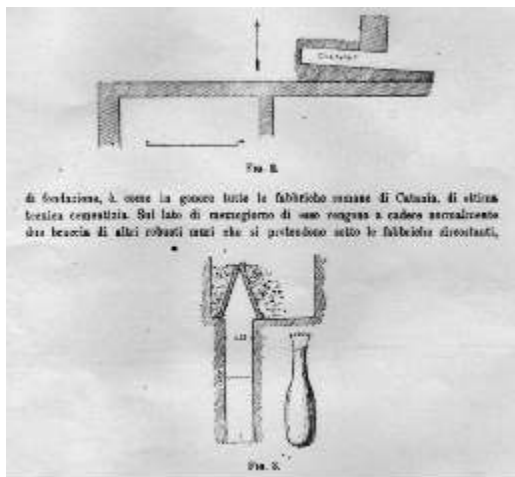 Fig. 2.
di fondazione, è, come in genere tutte le fabbriche romane di Catania, di ottima
tecnica cementizia. Sul lato di mezzogiorno di esso vengono a cadere normalmente
due braccia di altri robusti muri che si protendono sotto le fabbriche circostanti,
Fig. 3.